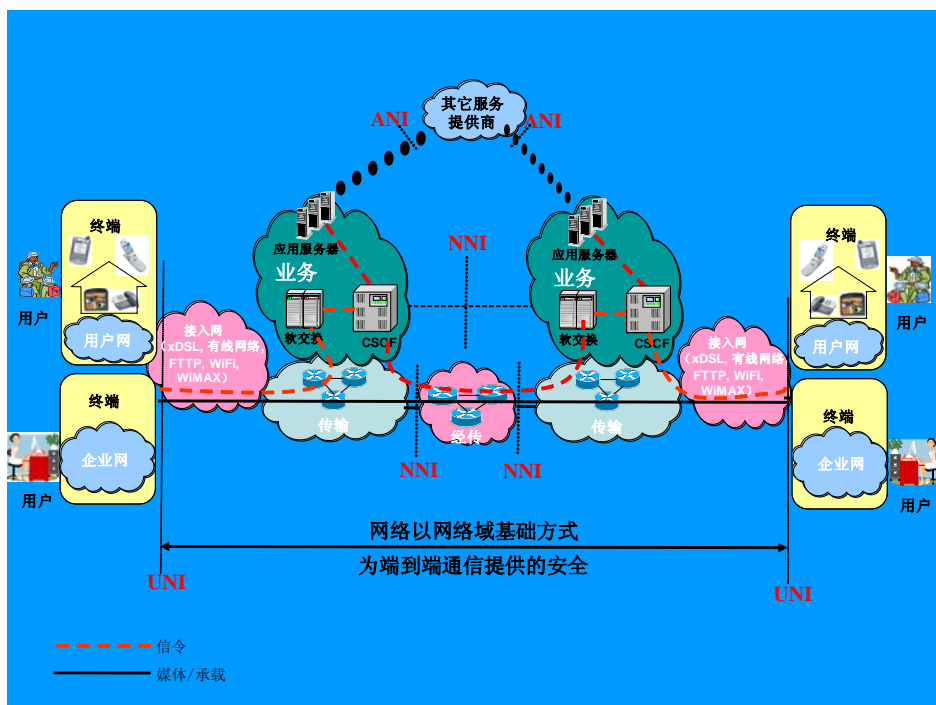 其它服务
提供商
ANI
ANI
NNI
终端
用户网
用户
终端
企业网
用户
接入网
（xDSL, 有线网络,
FTTP, WiFi,
WiMAX）
应用服务器
业务
软交换
CSCF
传输
经传
NNI
NNI
应用服务器
业务
软交换
CSCF
传输
接入网
（xDSL, 有线网络
FTTP, WiFi,
WiMAX）
终端
用户网
用户
终端
企业网
用户
网络以网络域基础方式
为端到端通信提供的安全
UNI
UNI
信令
媒体/承载